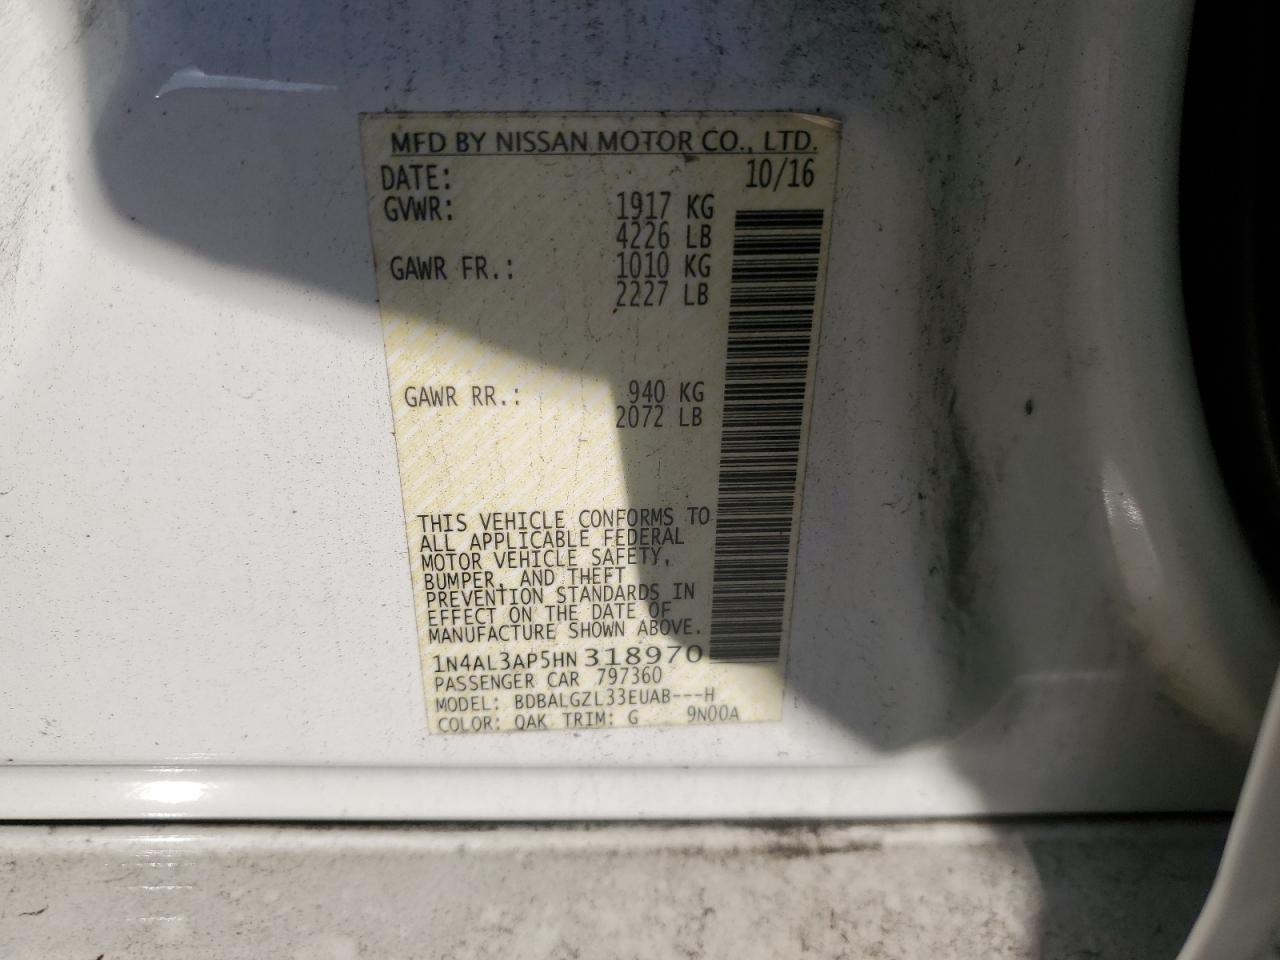 MFD BY NISSAN MOTOR CO., LTD.
DATE: 10/16
GVWR: 1917 KG
4226 LB
GAWR FR.: 1010 KG
2227 LB
GAWR RR.: 940 KG
2072 LB
THIS VEHICLE CONFORMS TO
ALL APPLICABLE FEDERAL
MOTOR VEHICLE SAFETY,
BUMPER, AND THEFT
PREVENTION STANDARDS IN
EFFECT ON THE DATE OF
MANUFACTURE SHOWN ABOVE.
1N4AL3AP5HN 318970
PASSENGER CAR 797360
MODEL: BDBALGZL33EUAB---H
COLOR: QAK TRIM: G 9N00A